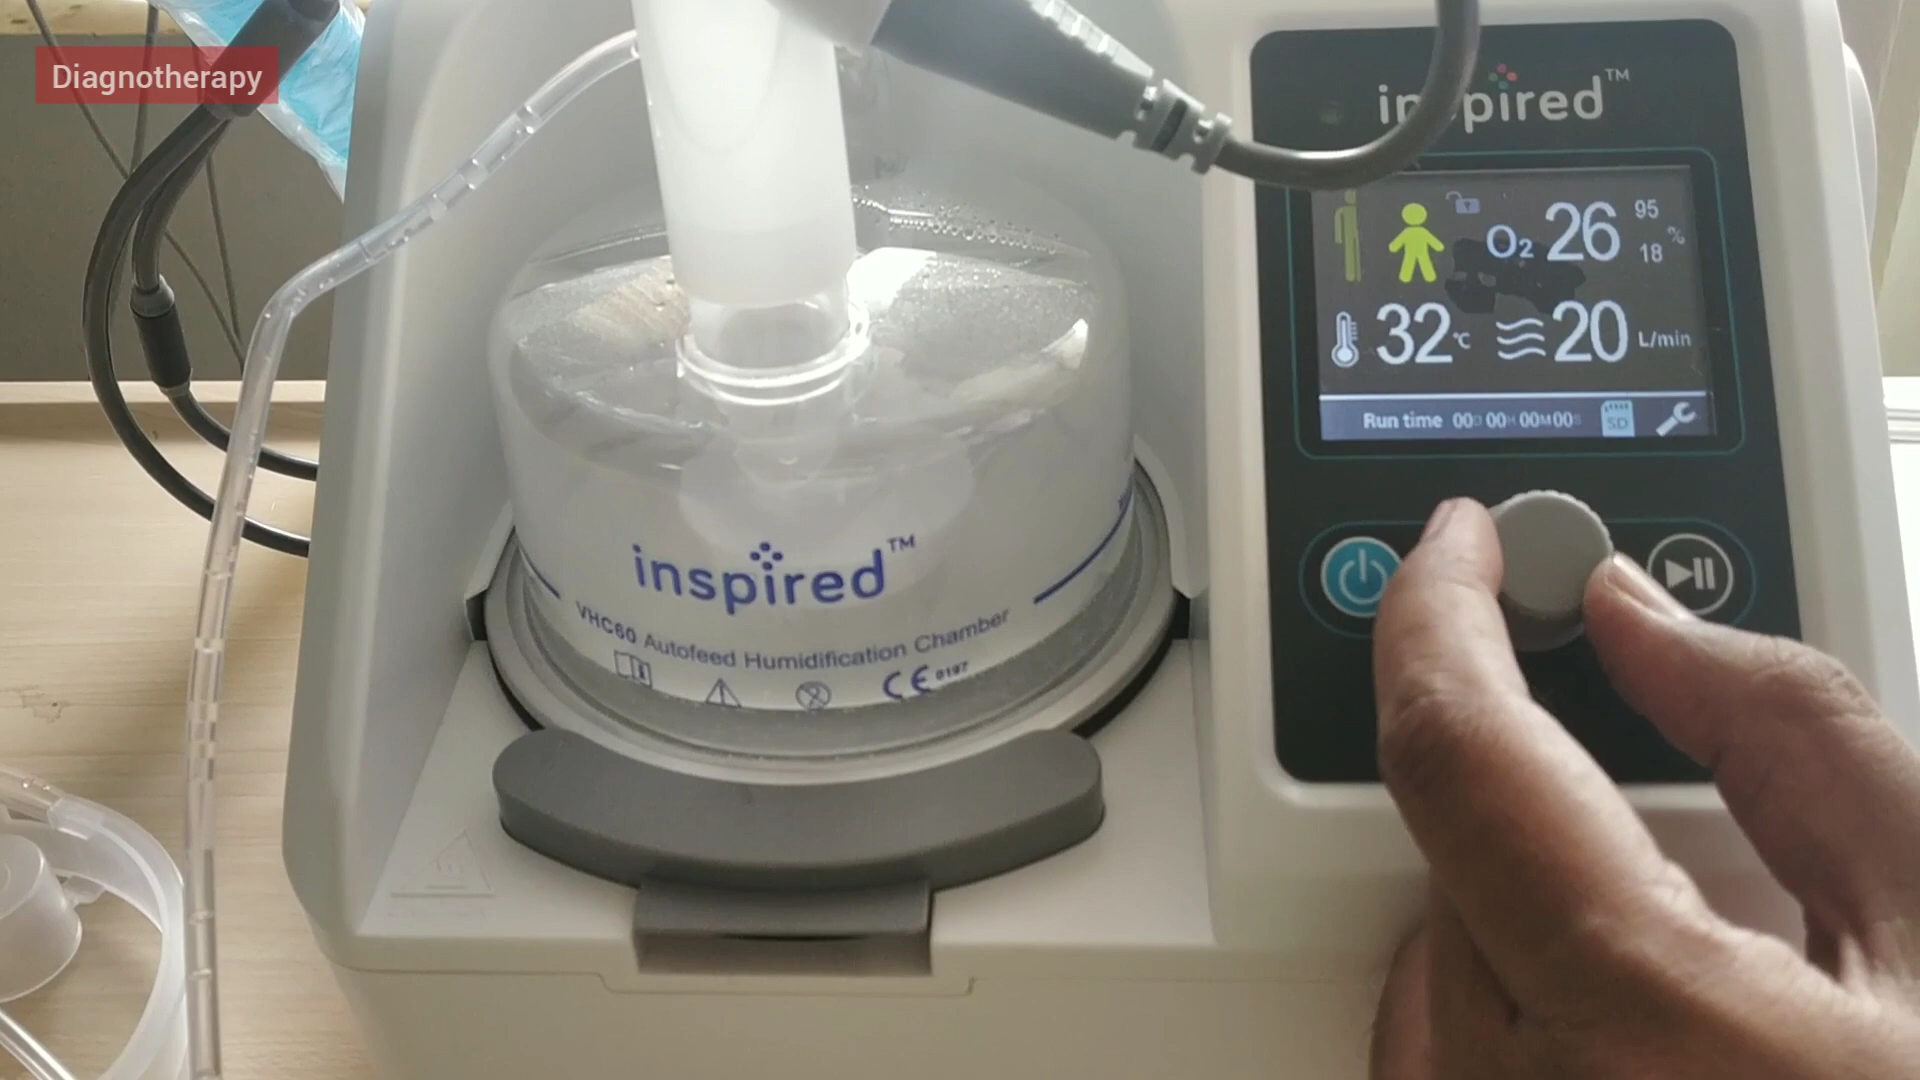 Diagnotherapy
inspired™
O₂ 26 95 18 %
32 °C 20 L/min
Run time 00D 00H 00M 00S SD
inspired™
VHC60 Autofeed Humidification Chamber
CE 0197